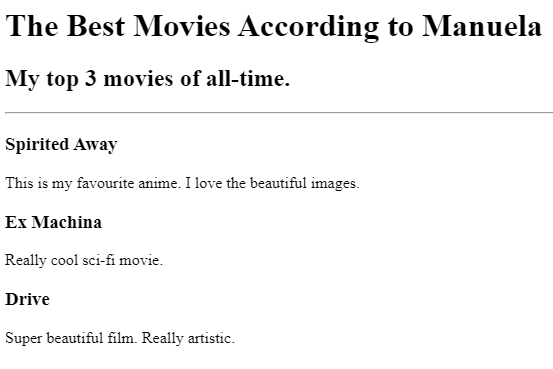 The Best Movies According to Manuela
My top 3 movies of all-time.
Spirited Away
This is my favourite anime. I love the beautiful images.
Ex Machina
Really cool sci-fi movie.
Drive
Super beautiful film. Really artistic.